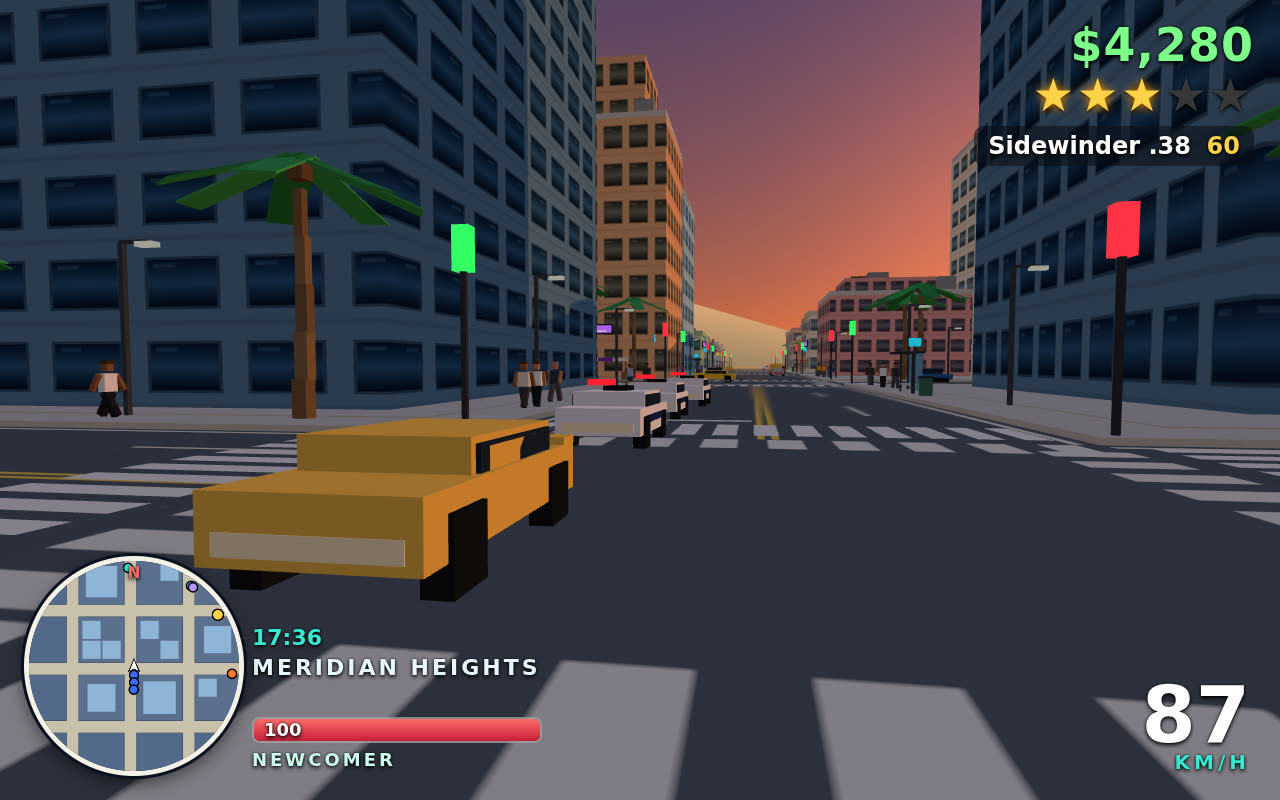 $4,280
Sidewinder .38 60
N
17:36
MERIDIAN HEIGHTS
100
NEWCOMER
87
KM/H